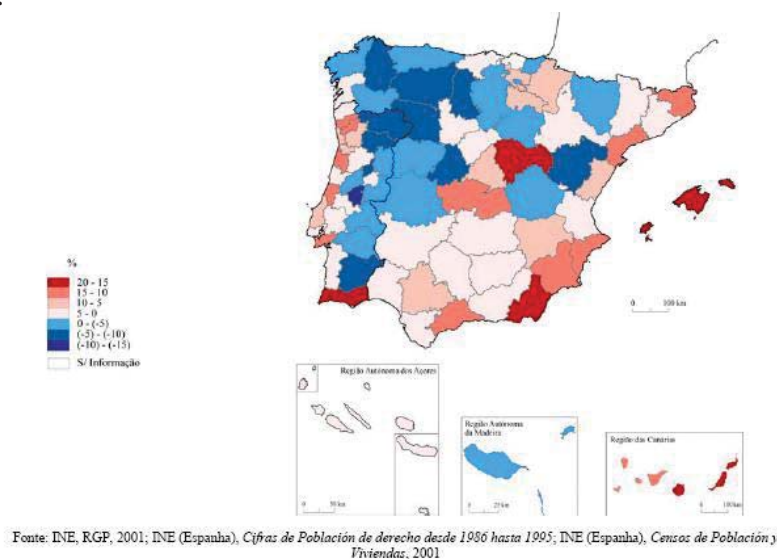 %
20 - 15
15 - 10
10 - 5
5 - 0
0 - (-5)
(-5) - (-10)
(-10) - (-15)
S/ Informação
0 100 km
Região Autónoma dos Açores
0 50 km
Região Autónoma
da Madeira
0 25 km
Região das Canárias
0 100 km
Fonte: INE, RGP, 2001; INE (Espanha), Cifras de Población de derecho desde 1986 hasta 1995; INE (Espanha), Censos de Población y
Viviendas, 2001